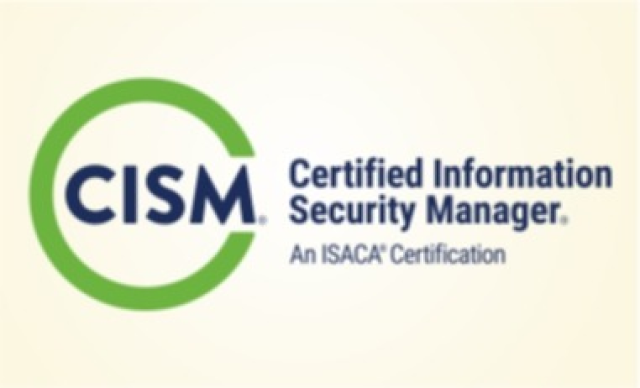 CISM®
Certified Information
Security Manager®
An ISACA® Certification